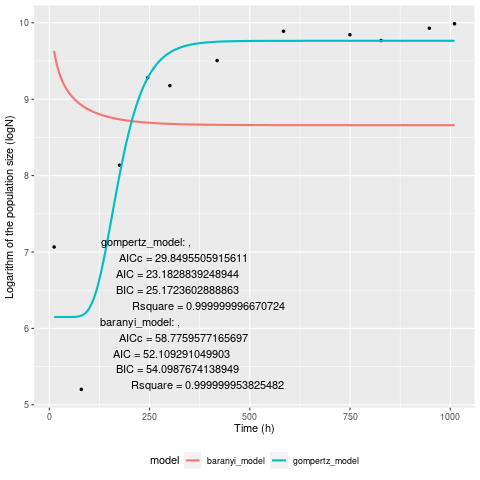 10
9
8
7
6
5
Logarithm of the population size (logN)
gompertz_model: ,
AICc = 29.8495505915611
AIC = 23.1828839248944
BIC = 25.1723602888863
Rsquare = 0.999999996670724
baranyi_model: ,
AICc = 58.7759577165697
AIC = 52.109291049903
BIC = 54.0987674138949
Rsquare = 0.999999953825482
0 250 500 750 1000
Time (h)
model baranyi_model gompertz_model